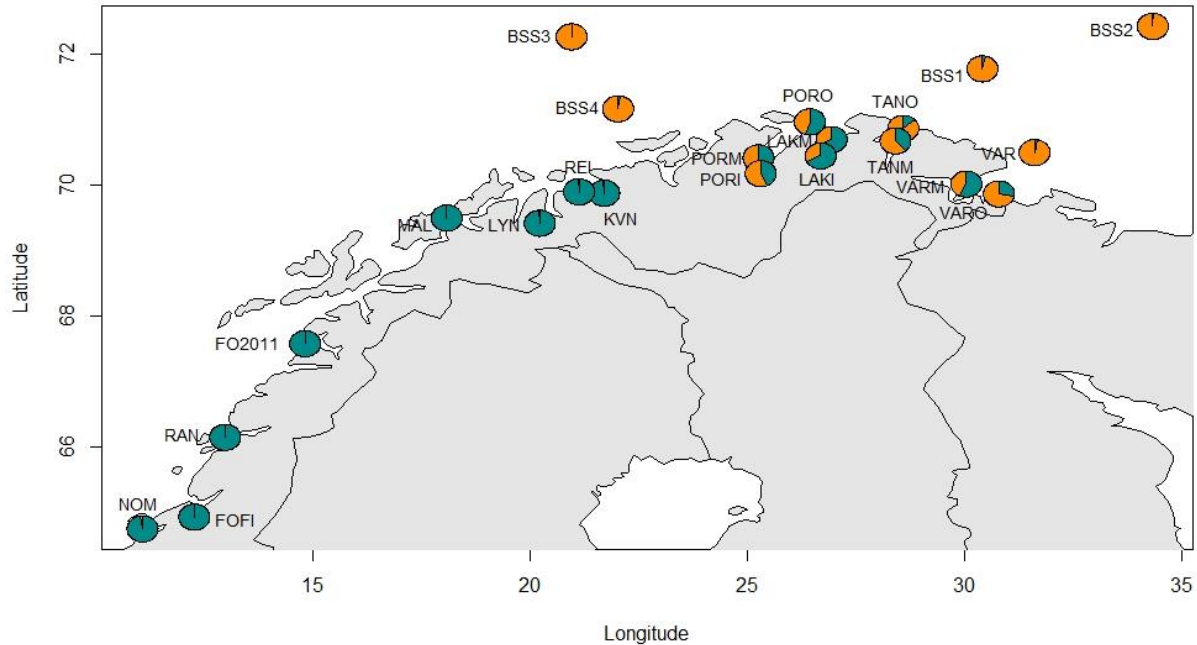 BSS3
BSS2
72
BSS1
BSS4
PORO
TANO
LAKM
VAR
PORM
TANM
REI
PORI
LAKI
VARM
70
KVN
VARO
MAL
LYN
Latitude
68
FO2011
RAN
66
NOM
FOFI
15
20
25
30
35
Longitude